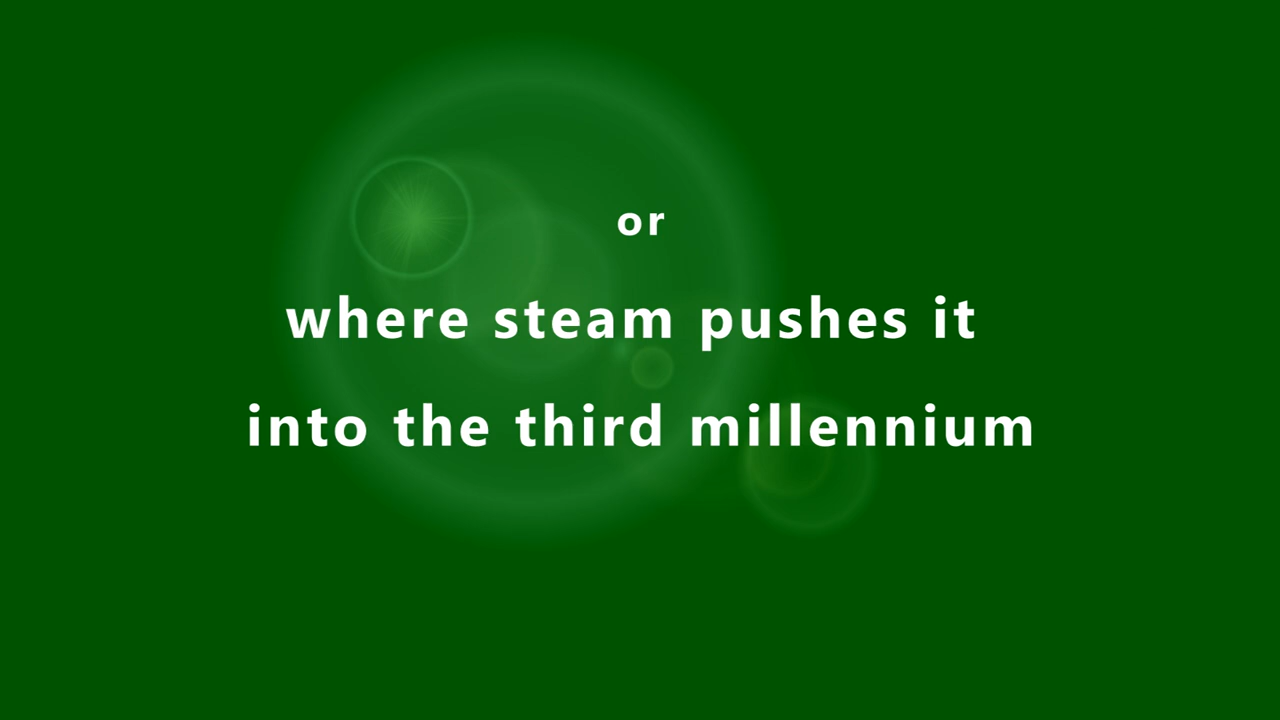 or
where steam pushes it
into the third millennium